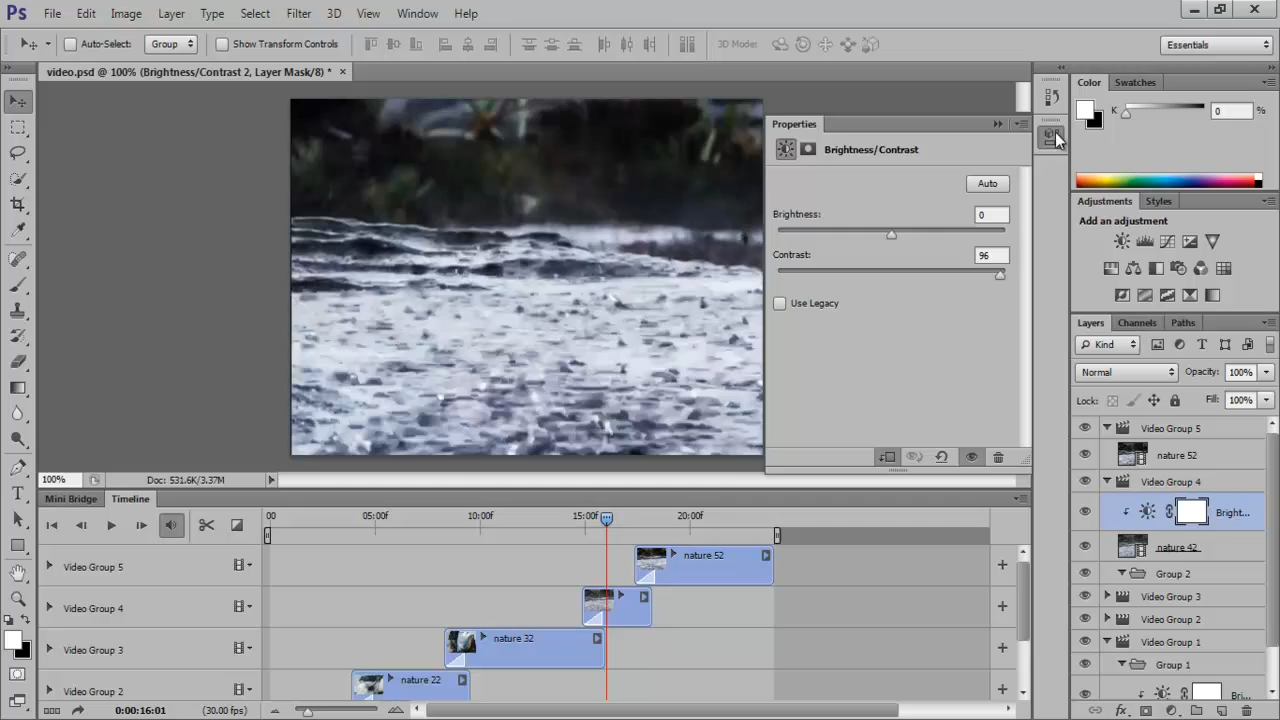 Ps File Edit Image Layer Type Select Filter 3D View Window Help
Auto-Select: Group Show Transform Controls 3D Mode: Essentials
video.psd @ 100% (Brightness/Contrast 2, Layer Mask/8) * ×
Color Swatches
K 0 %
Properties
Brightness/Contrast
Auto
Brightness: 0
Contrast: 96
Use Legacy
Adjustments Styles
Add an adjustment
Layers Channels Paths
Kind
Normal Opacity: 100%
Lock: Fill: 100%
Video Group 5
nature 52
Video Group 4
Bright...
nature 42
Group 2
Video Group 3
Video Group 2
Video Group 1
Group 1
Bri...
100% Doc: 531.6K/3.37M
Mini Bridge Timeline
00 05:00f 10:00f 15:00f 20:00f
Video Group 5 nature 52
Video Group 4
Video Group 3 nature 32
Video Group 2 nature 22
0:00:16:01 (30.00 fps)